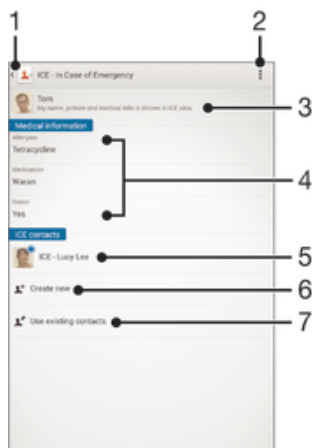 1
2
ICE - In Case of Emergency
Tom
My name, picture and medical info is shown in ICE view
3
Medical information
Allergies
Tetracycline
4
Medication
Waran
Donor
Yes
ICE contacts
ICE - Lucy Lee
5
Create new
6
Use existing contacts
7